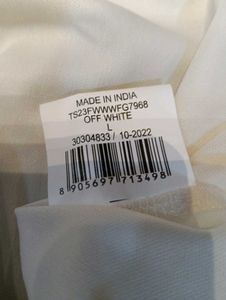 MADE IN INDIA
TS23FWWWFG7968
OFF WHITE
L
30304833 / 10-2022
8 905697 713498